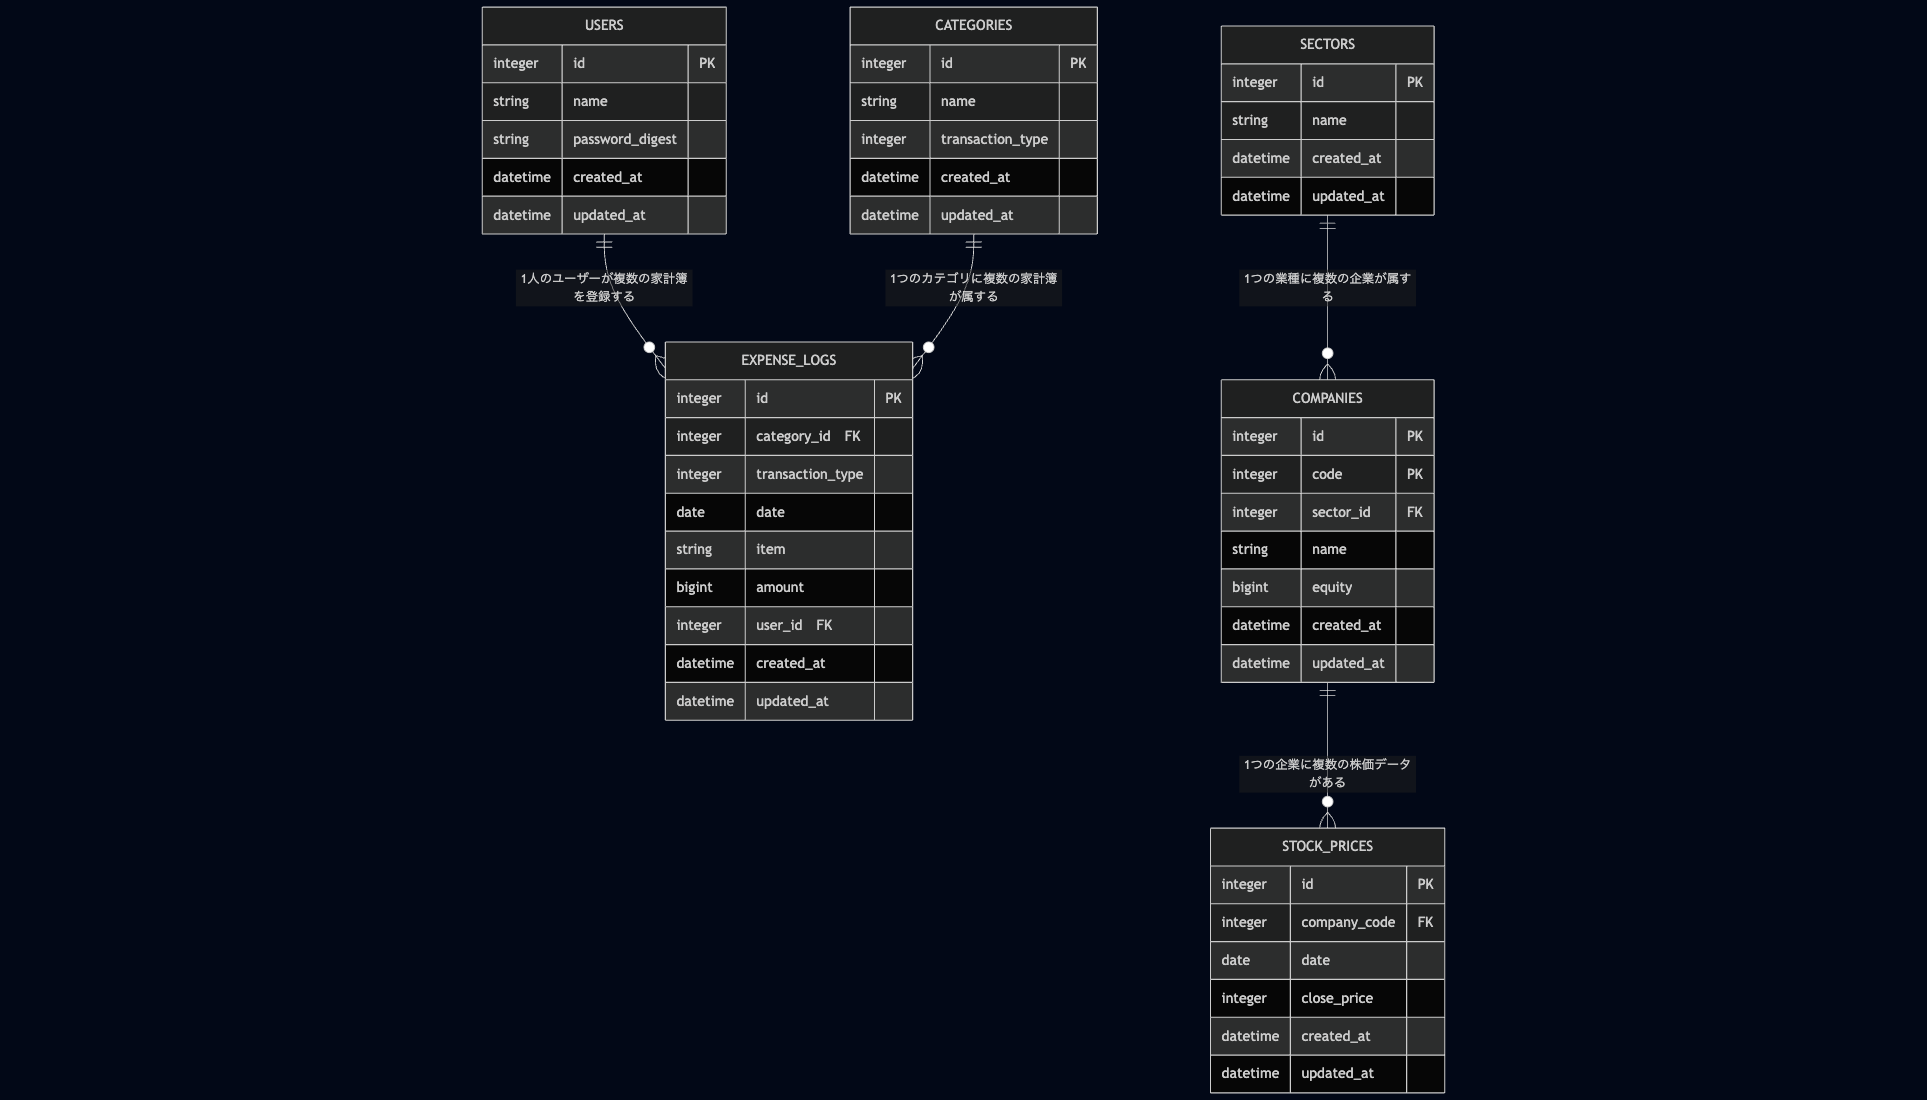 USERS
integer id PK
string name
string password_digest
datetime created_at
datetime updated_at
CATEGORIES
integer id PK
string name
integer transaction_type
datetime created_at
datetime updated_at
SECTORS
integer id PK
string name
datetime created_at
datetime updated_at
1人のユーザーが複数の家計簿
を登録する
1つのカテゴリに複数の家計簿
が属する
1つの業種に複数の企業が属す
る
EXPENSE_LOGS
integer id PK
integer category_id FK
integer transaction_type
date date
string item
bigint amount
integer user_id FK
datetime created_at
datetime updated_at
COMPANIES
integer id PK
integer code PK
integer sector_id FK
string name
bigint equity
datetime created_at
datetime updated_at
1つの企業に複数の株価データ
がある
STOCK_PRICES
integer id PK
integer company_code FK
date date
integer close_price
datetime created_at
datetime updated_at